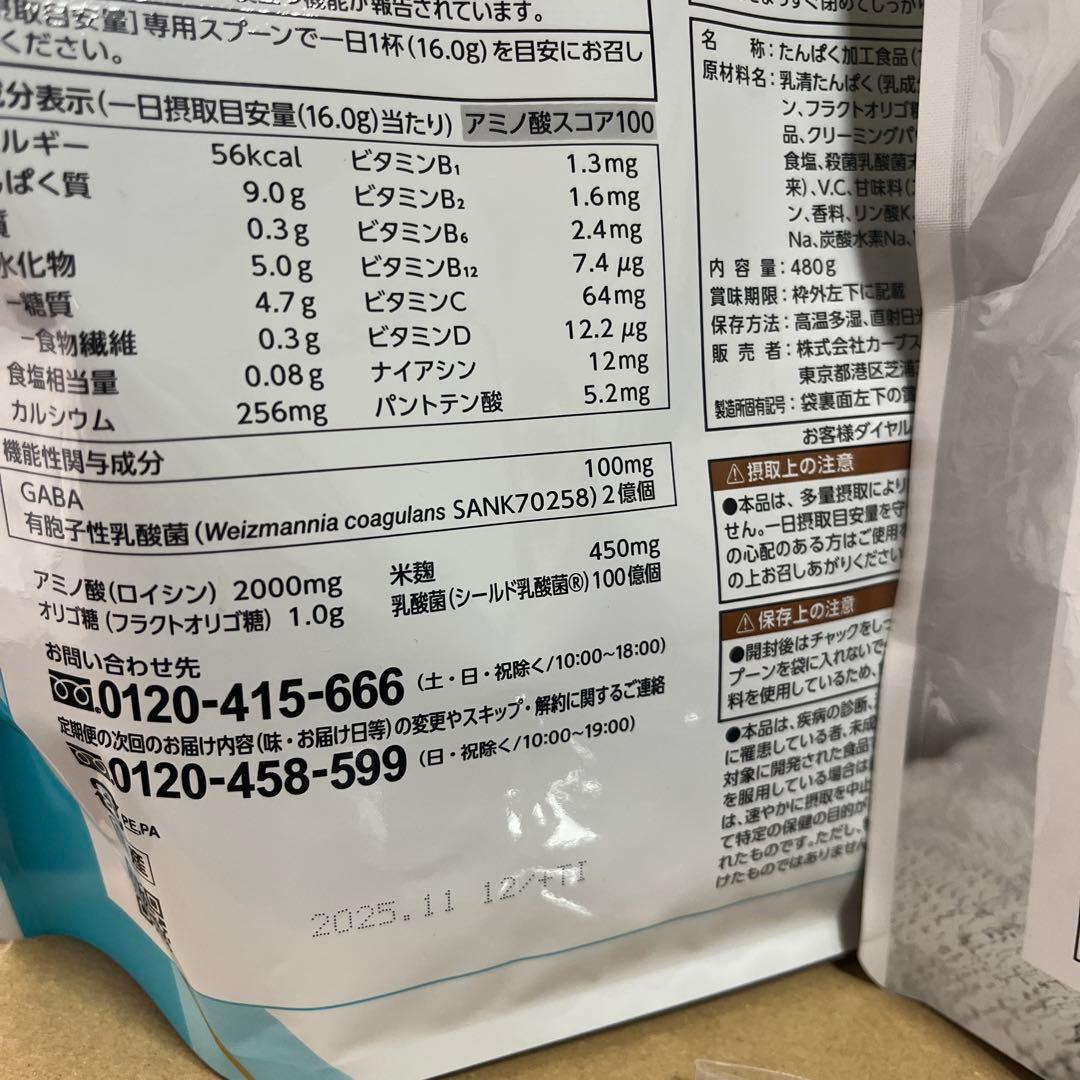 機能が報告されています。
摂取目安量]専用スプーンで一日1杯(16.0g)を目安にお召し
ください。
成分表示(一日摂取目安量(16.0g)当たり) アミノ酸スコア100
ルギー 56kcal ビタミンB1 1.3mg
ぱく質 9.0g ビタミンB2 1.6mg
質 0.3g ビタミンB6 2.4mg
水化物 5.0g ビタミンB12 7.4μg
−糖質 4.7g ビタミンC 64mg
−食物繊維 0.3g ビタミンD 12.2μg
食塩相当量 0.08g ナイアシン 12mg
カルシウム 256mg パントテン酸 5.2mg
機能性関与成分
GABA 100mg
有胞子性乳酸菌(Weizmannia coagulans SANK70258)2億個
アミノ酸(ロイシン) 2000mg 米麹 450mg
オリゴ糖(フラクトオリゴ糖) 1.0g 乳酸菌(シールド乳酸菌®)100億個
お問い合わせ先
0120-415-666(土・日・祝除く/10:00~18:00)
定期便の次回のお届け内容(味・お届け日等)の変更やスキップ・解約に関するご連絡
0120-458-599(日・祝除く/10:00~19:00)
PE,PA
2025.11 12/+TI
名 称:たんぱく加工食品(
原材料名:乳清たんぱく(乳成
ン、フラクトオリゴ
品、クリーミングパ
食塩、殺菌乳酸菌末
来)、V.C、甘味料(
ン、香料、リン酸K、
Na、炭酸水素Na、
内容量:480g
賞味期限:枠外左下に記載
保存方法:高温多湿、直射日
販売者:株式会社カーブス
東京都港区芝浦
製造所固有記号:袋裏面左下の
お客様ダイヤル
⚠摂取上の注意
●本品は、多量摂取により
せん。一日摂取目安量を守
の心配のある方はご使用
の上お召しあがりください
⚠保存上の注意
●開封後はチャックをし
プーンを袋に入れないで
料を使用しているため、
●本品は、疾病の診断、
に罹患している者、未成
対象に開発された食品
を服用している場合は
は、速やかに摂取を中止
て特定の保健の目的が
れたものです。ただし、
けたものではありません